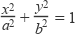 x²/a² + y²/b² = 1